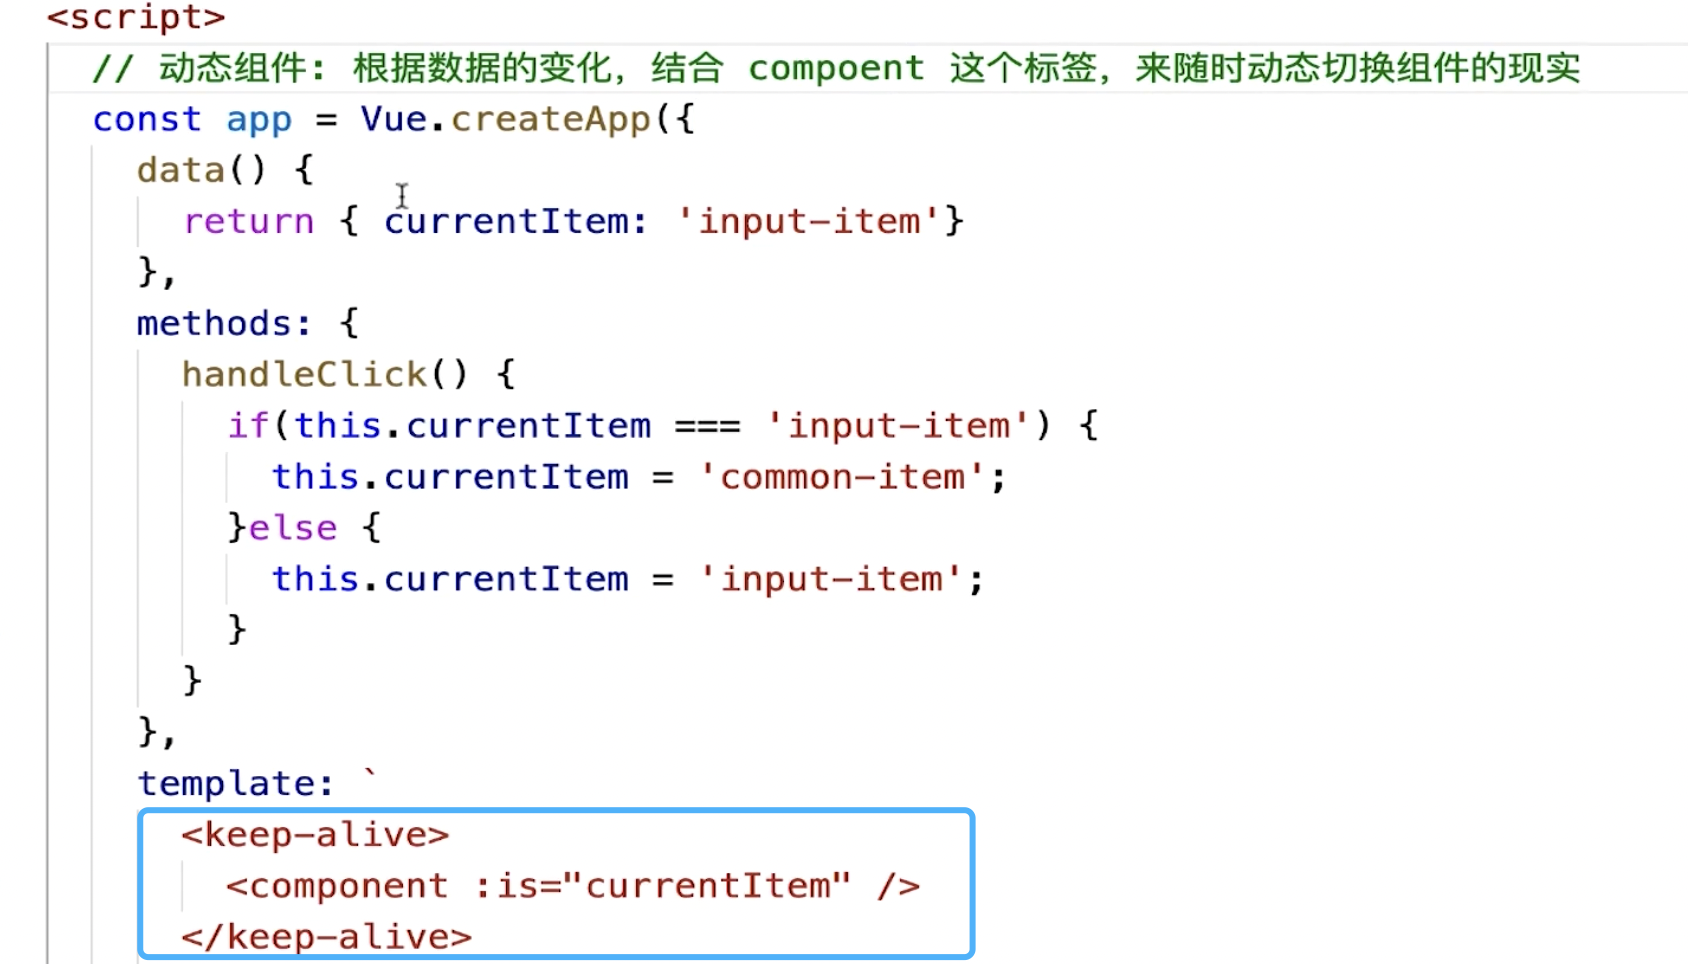 <script>
// 动态组件: 根据数据的变化, 结合 compoent 这个标签, 来随时动态切换组件的现实
const app = Vue.createApp({
data() {
return { currentItem: 'input-item'}
},
methods: {
handleClick() {
if(this.currentItem === 'input-item') {
this.currentItem = 'common-item';
}else {
this.currentItem = 'input-item';
}
}
},
template: `
<keep-alive>
<component :is="currentItem" />
</keep-alive>